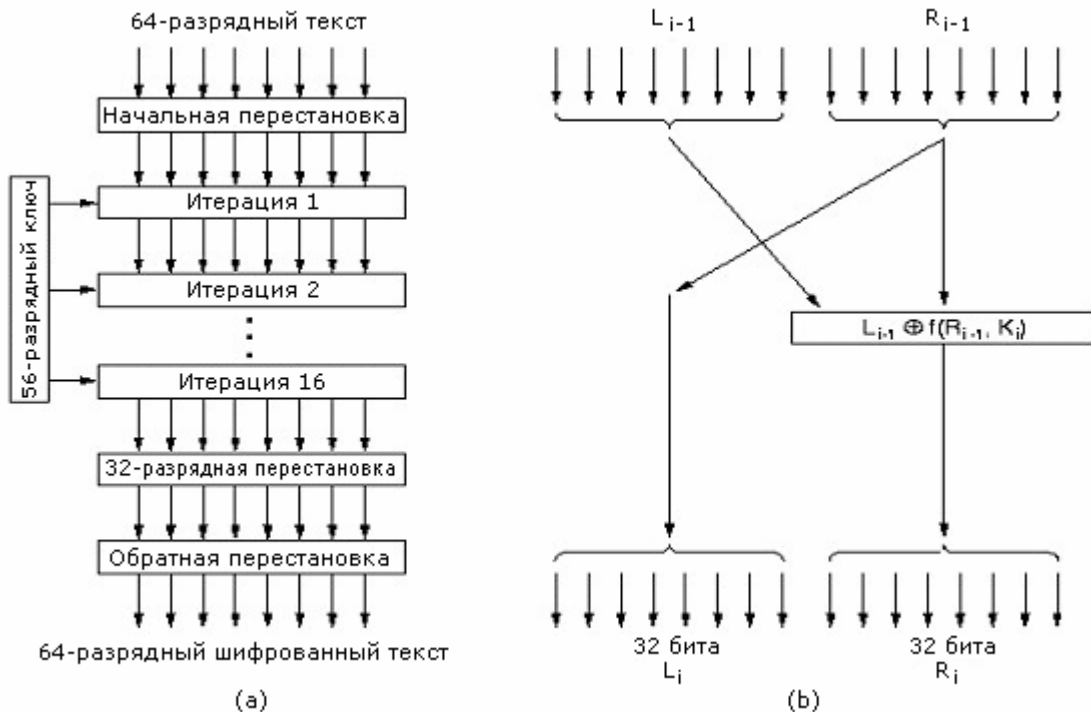 64-разрядный текст
Начальная перестановка
56-разрядный ключ
Итерация 1
Итерация 2
Итерация 16
32-разрядная перестановка
Обратная перестановка
64-разрядный шифрованный текст
(a)
L i-1
R i-1
L i-1 ⊕ f(R i-1, K i)
32 бита
L i
32 бита
R i
(b)